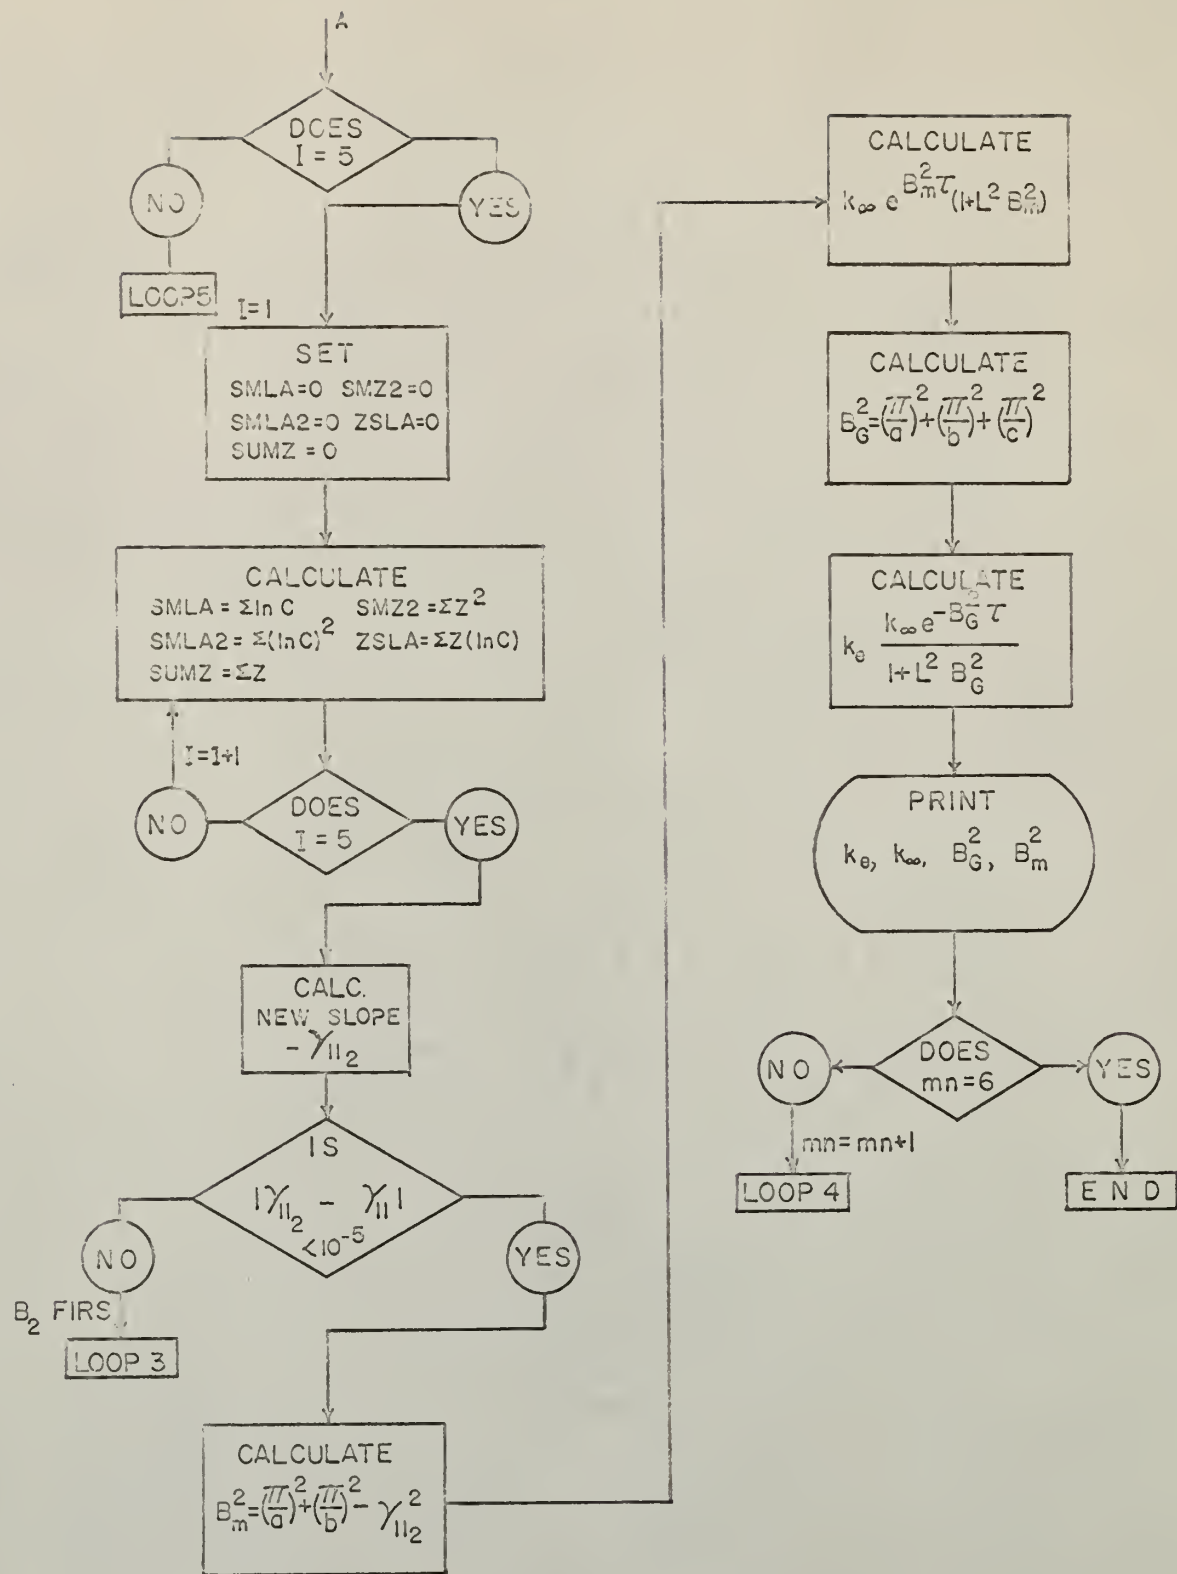 A
DOES
I = 5
NO
YES
LOOP5
I=1
SET
SMLA=0 SMZ2=0
SMLA2=0 ZSLA=0
SUMZ = 0
CALCULATE
SMLA = Σln C SMZ2 = ΣZ²
SMLA2 = Σ(ln C)² ZSLA = ΣZ(ln C)
SUMZ = ΣZ
I=I+1
NO
DOES
I = 5
YES
CALC.
NEW SLOPE
- γ₁₁₂
IS
|γ₁₁₂ - γ₁₁|
<10⁻⁵
NO
YES
B₂ FIRS
LOOP 3
CALCULATE
B²m=(π/a)²+(π/b)²- γ₁₁₂²
CALCULATE
k∞ e^B²mτ (1+L² B²m)
CALCULATE
B²G=(π/a)²+(π/b)²+(π/c)²
CALCULATE
ke k∞ e^-B²G τ / 1+L² B²G
PRINT
ke, k∞, B²G, B²m
DOES
mn=6
NO
YES
mn=mn+1
LOOP 4
END